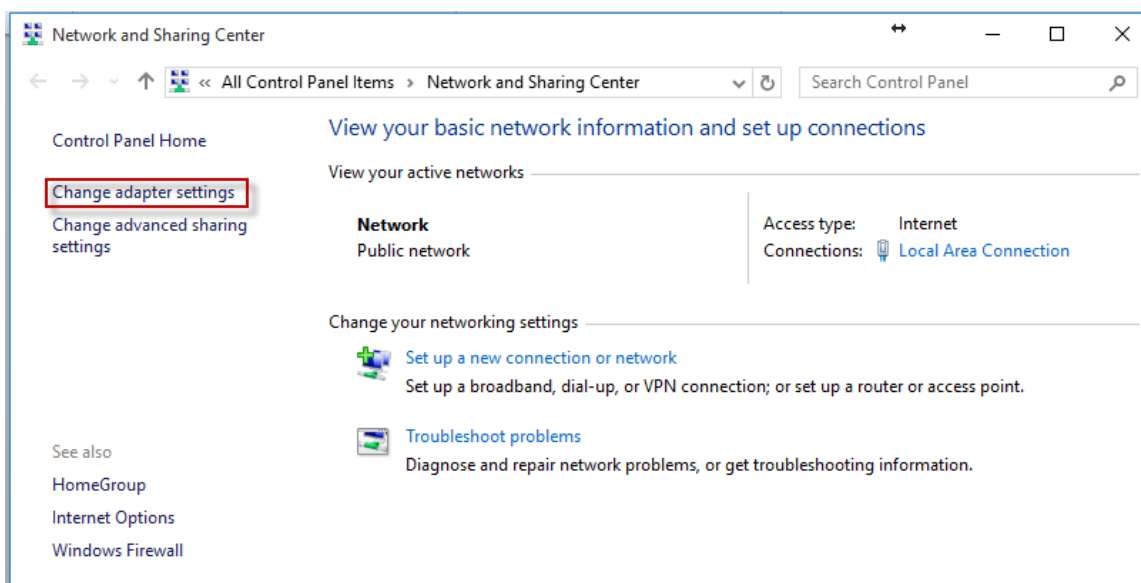 Network and Sharing Center
« All Control Panel Items > Network and Sharing Center
Search Control Panel
Control Panel Home
Change adapter settings
Change advanced sharing
settings
View your basic network information and set up connections
View your active networks
Network
Public network
Access type: Internet
Connections: Local Area Connection
Change your networking settings
Set up a new connection or network
Set up a broadband, dial-up, or VPN connection; or set up a router or access point.
Troubleshoot problems
Diagnose and repair network problems, or get troubleshooting information.
See also
HomeGroup
Internet Options
Windows Firewall